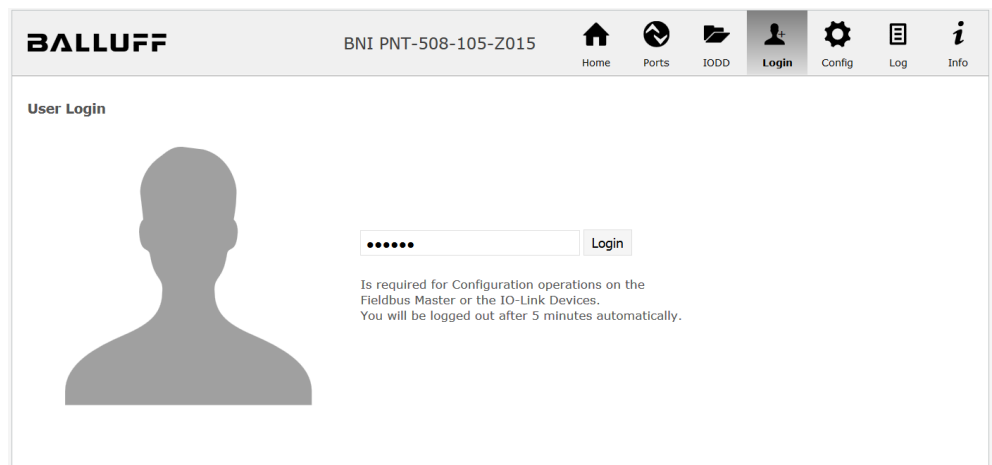 BALLUFF
BNI PNT-508-105-Z015
Home Ports IODD Login Config Log Info
User Login
●●●●●● Login
Is required for Configuration operations on the
Fieldbus Master or the IO-Link Devices.
You will be logged out after 5 minutes automatically.